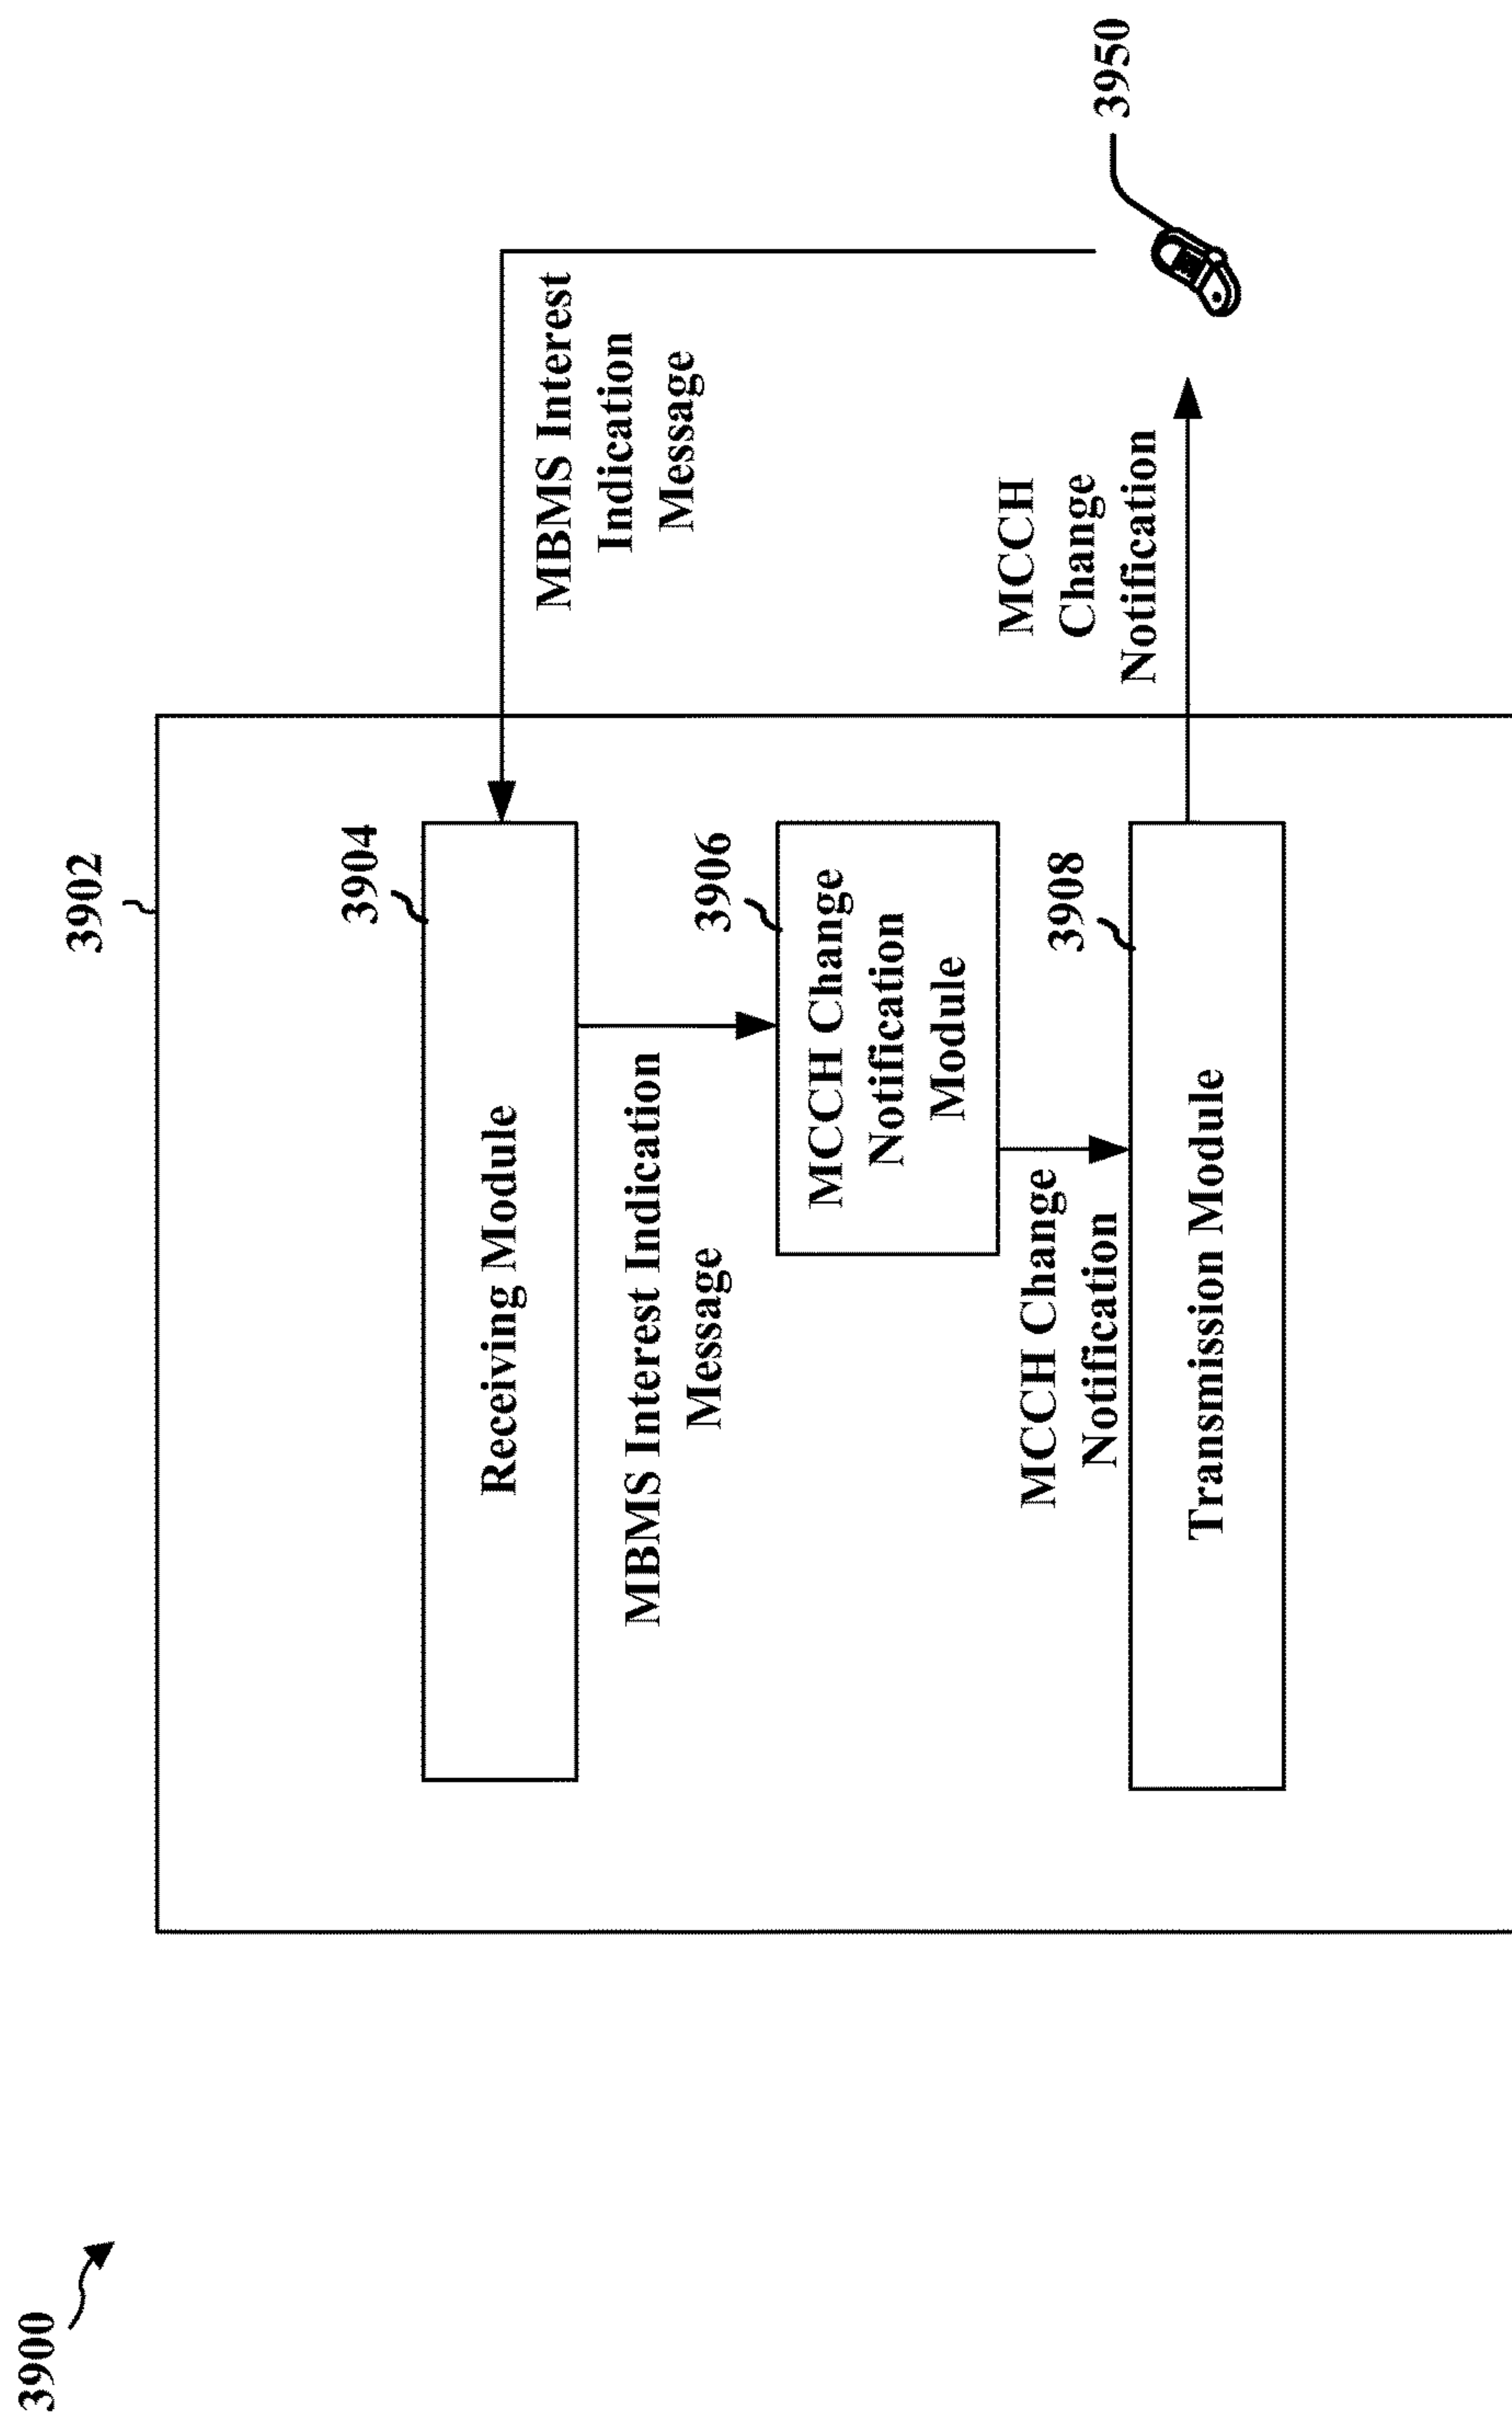 3900
3902
3904
Receiving Module
MBMS Interest Indication
Message
3906
MCCH Change
Notification
Module
MCCH Change
Notification
3908
Transmission Module
MBMS Interest
Indication
Message
MCCH
Change
Notification
3950